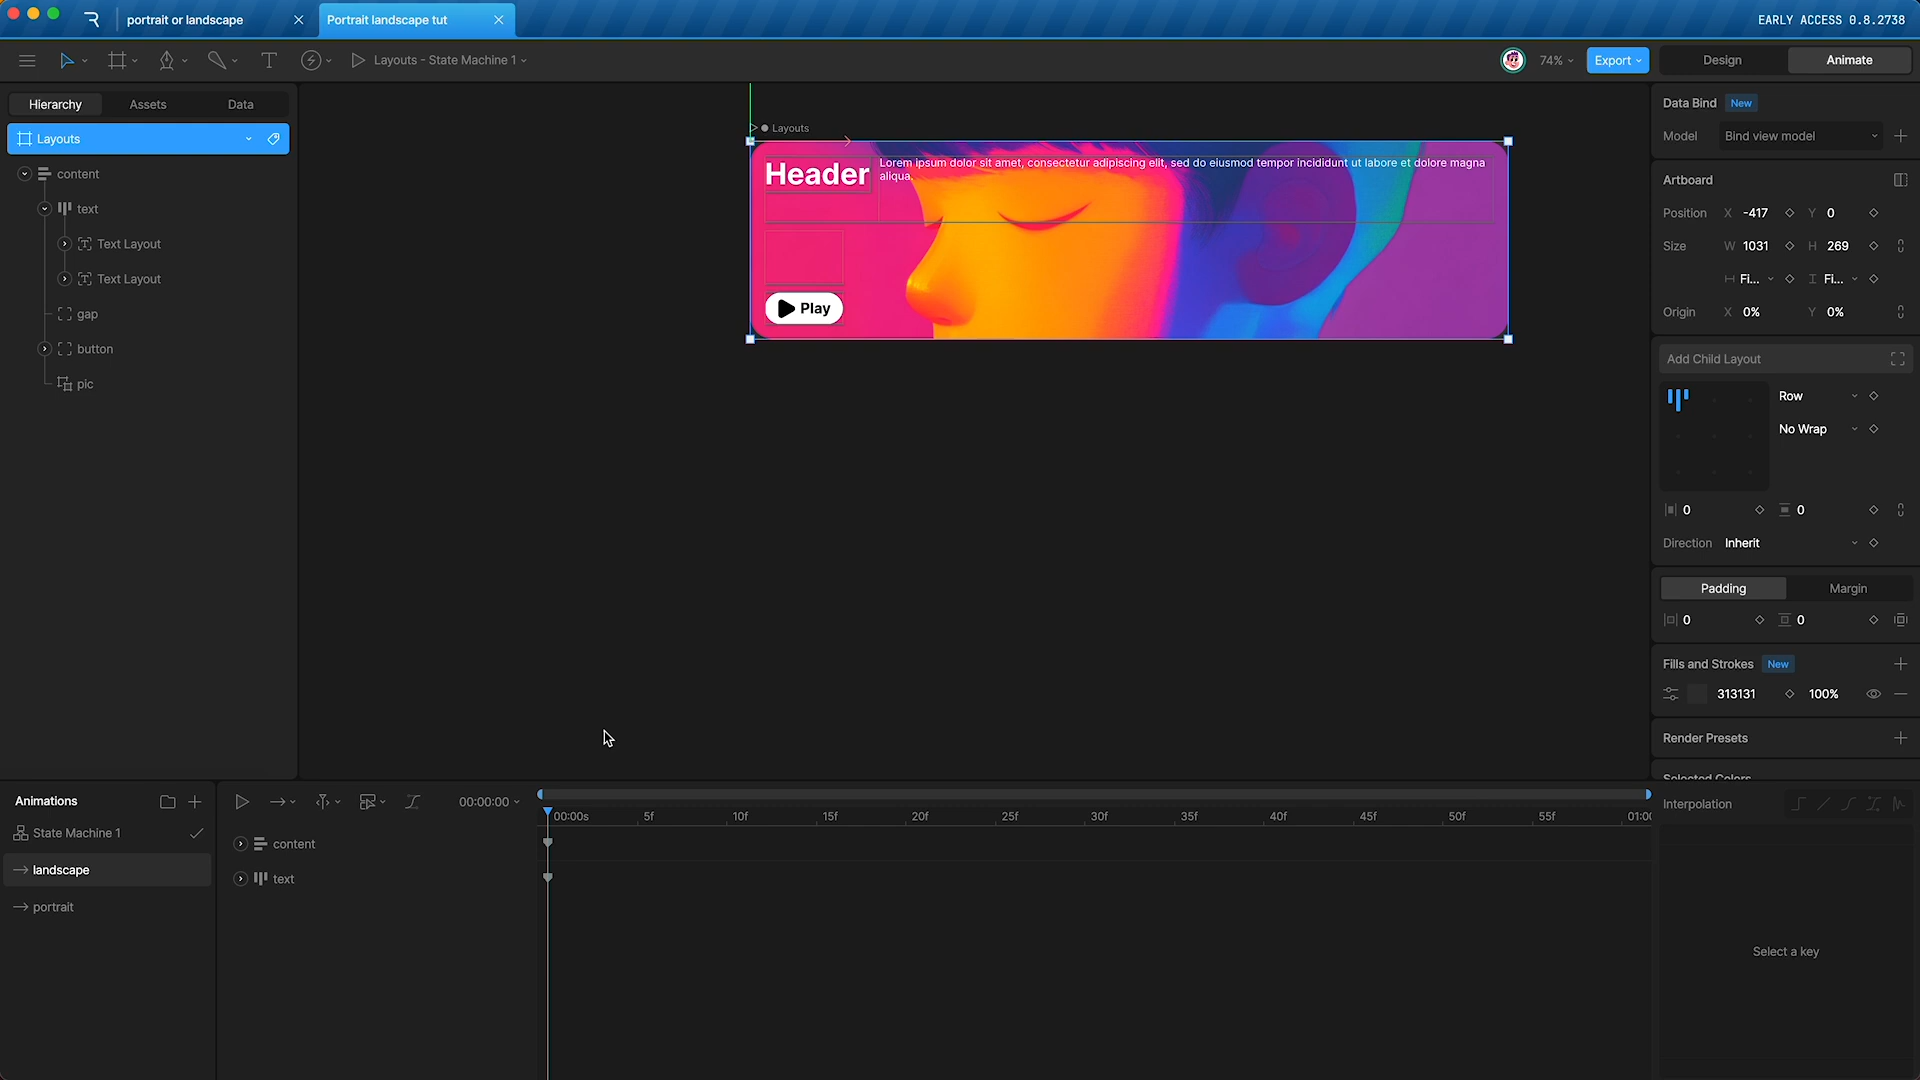 portrait or landscape
Portrait landscape tut
EARLY ACCESS 0.8.2738
Layouts - State Machine 1
74%
Export
Design
Animate
Hierarchy
Assets
Data
Layouts
content
text
Text Layout
Text Layout
gap
button
pic
Layouts
Header
Lorem ipsum dolor sit amet, consectetur adipiscing elit, sed do eiusmod tempor incididunt ut labore et dolore magna
aliqua.
Play
Data Bind New
Model Bind view model
Artboard
Position X -417 Y 0
Size W 1031 H 269
Fi... Fi...
Origin X 0% Y 0%
Add Child Layout
Row
No Wrap
0 0
Direction Inherit
Padding Margin
0 0
Fills and Strokes New
313131 100%
Render Presets
Selected Colors
Animations
State Machine 1
landscape
portrait
00:00:00
00:00s 5f 10f 15f 20f 25f 30f 35f 40f 45f 50f 55f 01:0
content
text
Interpolation
Select a key